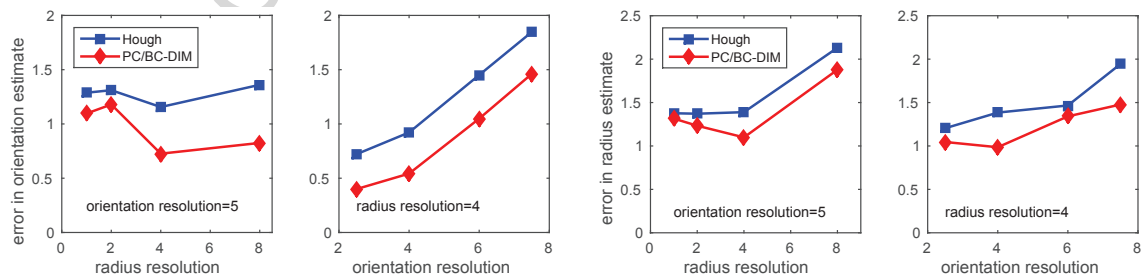 error in orientation estimate
2
1.5
1
0.5
0
Hough
PC/BC-DIM
orientation resolution=5
0 2 4 6 8
radius resolution
2
1.5
1
0.5
0
radius resolution=4
2 4 6 8
orientation resolution
error in radius estimate
2.5
2
1.5
1
0.5
0
Hough
PC/BC-DIM
orientation resolution=5
0 2 4 6 8
radius resolution
2.5
2
1.5
1
0.5
0
radius resolution=4
2 4 6 8
orientation resolution